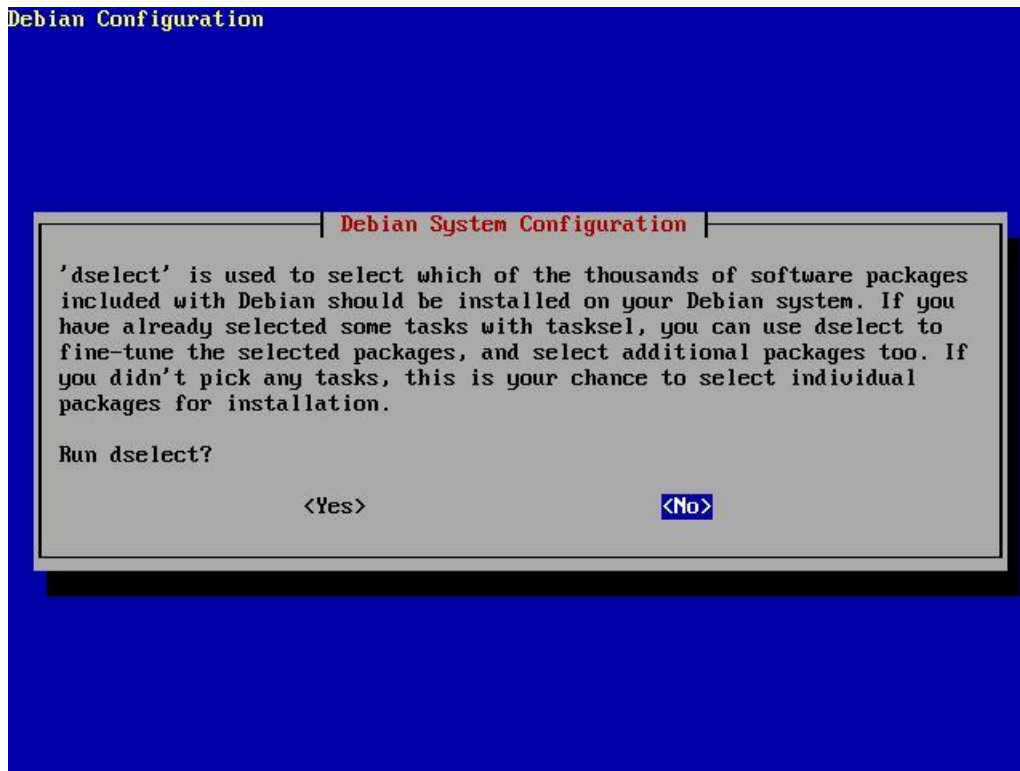 Debian Configuration
Debian System Configuration
'dselect' is used to select which of the thousands of software packages
included with Debian should be installed on your Debian system. If you
have already selected some tasks with tasksel, you can use dselect to
fine-tune the selected packages, and select additional packages too. If
you didn't pick any tasks, this is your chance to select individual
packages for installation.
Run dselect?
<Yes> <No>